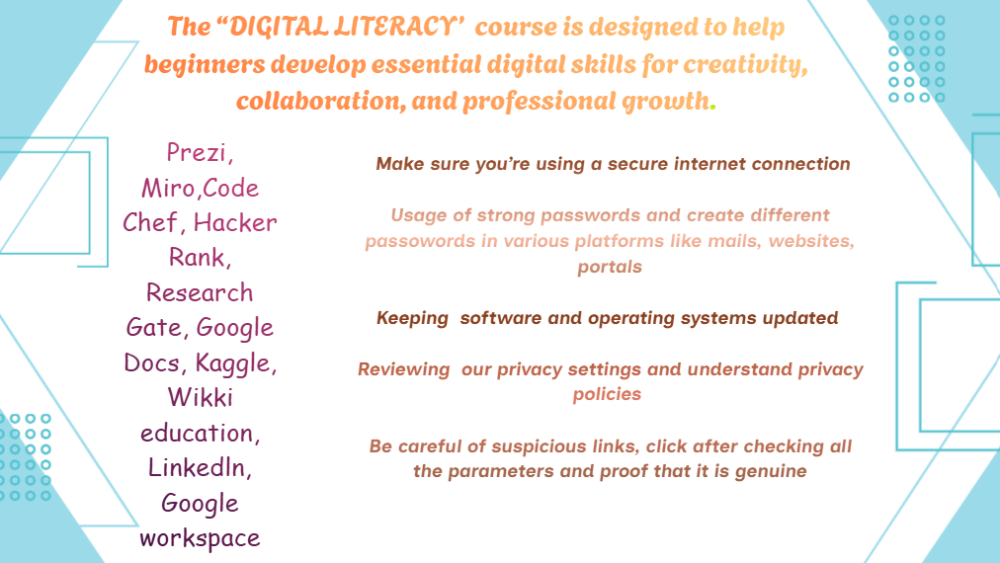 The “DIGITAL LITERACY’ course is designed to help
beginners develop essential digital skills for creativity,
collaboration, and professional growth.
Prezi,
Miro,Code
Chef, Hacker
Rank,
Research
Gate, Google
Docs, Kaggle,
Wikki
education,
LinkedIn,
Google
workspace
Make sure you’re using a secure internet connection
Usage of strong passwords and create different
passowords in various platforms like mails, websites,
portals
Keeping software and operating systems updated
Reviewing our privacy settings and understand privacy
policies
Be careful of suspicious links, click after checking all
the parameters and proof that it is genuine